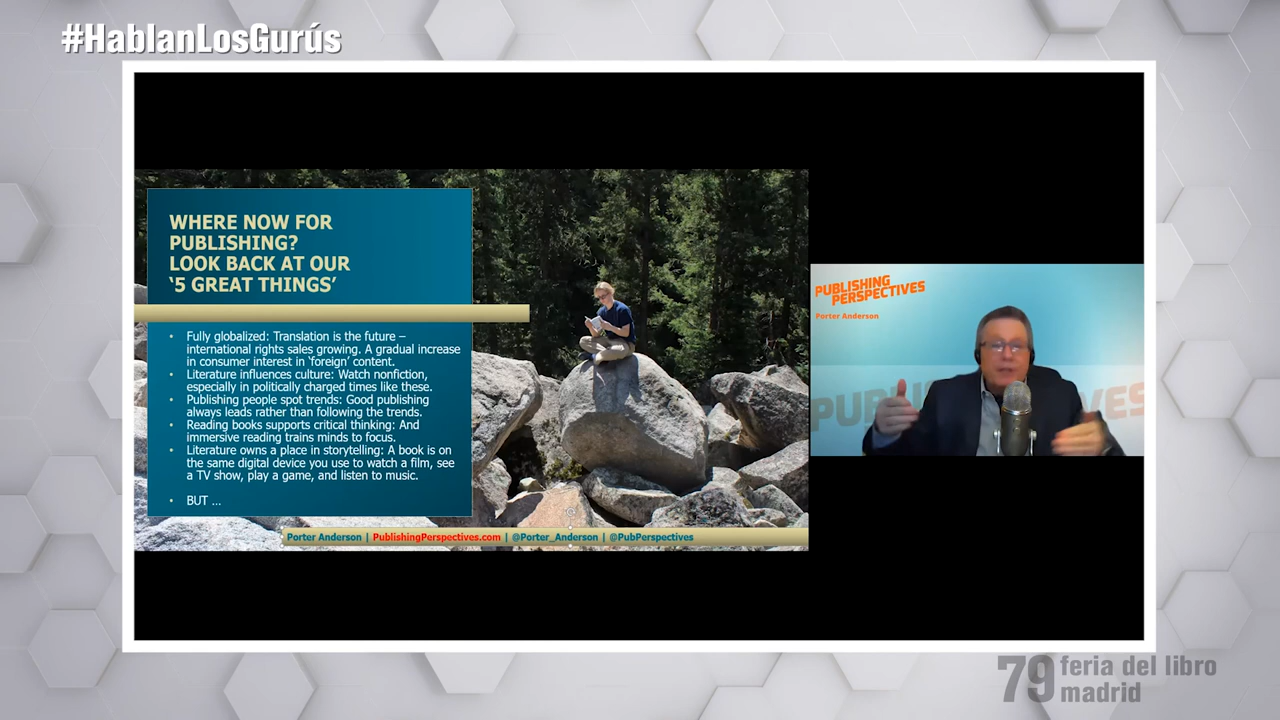 #HablanLosGurús
WHERE NOW FOR
PUBLISHING?
LOOK BACK AT OUR
‘5 GREAT THINGS’
• Fully globalized: Translation is the future –
international rights sales growing. A gradual increase
in consumer interest in ‘foreign’ content.
• Literature influences culture: Watch nonfiction,
especially in politically charged times like these.
• Publishing people spot trends: Good publishing
always leads rather than following the trends.
• Reading books supports critical thinking: And
immersive reading trains minds to focus.
• Literature owns a place in storytelling: A book is on
the same digital device you use to watch a film, see
a TV show, play a game, and listen to music.
• BUT ...
Porter Anderson | PublishingPerspectives.com | @Porter_Anderson | @PubPerspectives
PUBLISHING
PERSPECTIVES
Porter Anderson
79 feria del libro
madrid